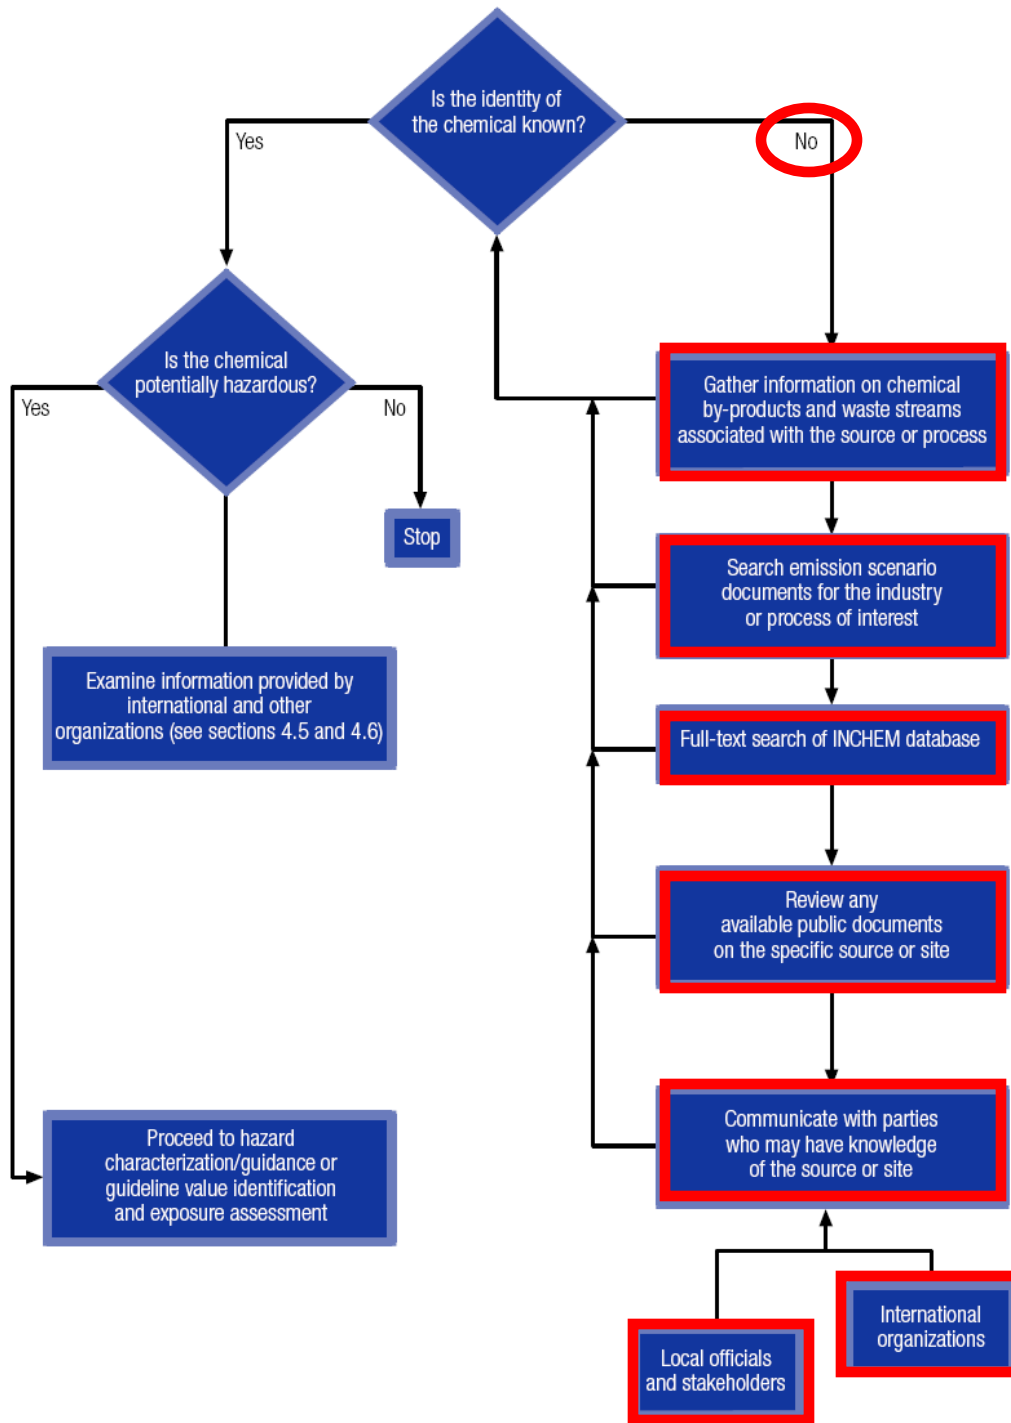 Is the identity of
the chemical known?
Yes
No
Is the chemical
potentially hazardous?
Yes
No
Stop
Examine information provided by
international and other
organizations (see sections 4.5 and 4.6)
Proceed to hazard
characterization/guidance or
guideline value identification
and exposure assessment
Gather information on chemical
by-products and waste streams
associated with the source or process
Search emission scenario
documents for the industry
or process of interest
Full-text search of INCHEM database
Review any
available public documents
on the specific source or site
Communicate with parties
who may have knowledge
of the source or site
Local officials
and stakeholders
International
organizations